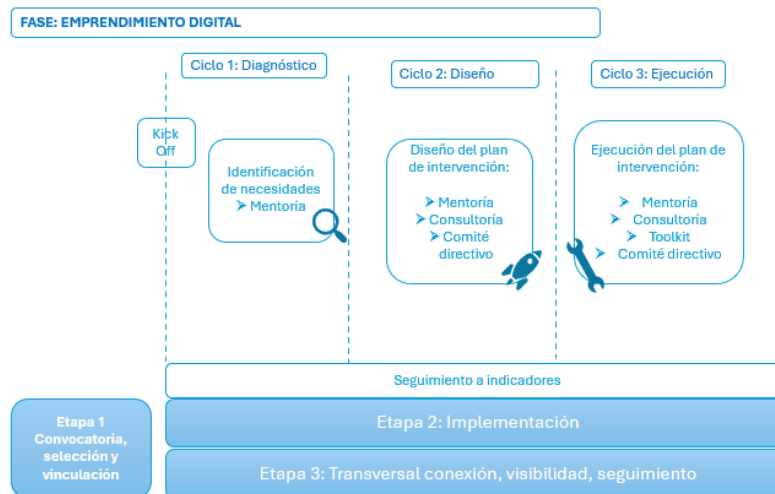 FASE: EMPRENDIMIENTO DIGITAL
Ciclo 1: Diagnóstico
Ciclo 2: Diseño
Ciclo 3: Ejecución
Kick
Off
Identificación
de necesidades
➤ Mentoría
Diseño del plan
de intervención:
➤ Mentoría
➤ Consultoría
➤ Comité
directivo
Ejecución del plan de
intervención:
➤ Mentoría
➤ Consultoría
➤ Toolkit
➤ Comité directivo
Seguimiento a indicadores
Etapa 1
Convocatoria,
selección y
vinculación
Etapa 2: Implementación
Etapa 3: Transversal conexión, visibilidad, seguimiento